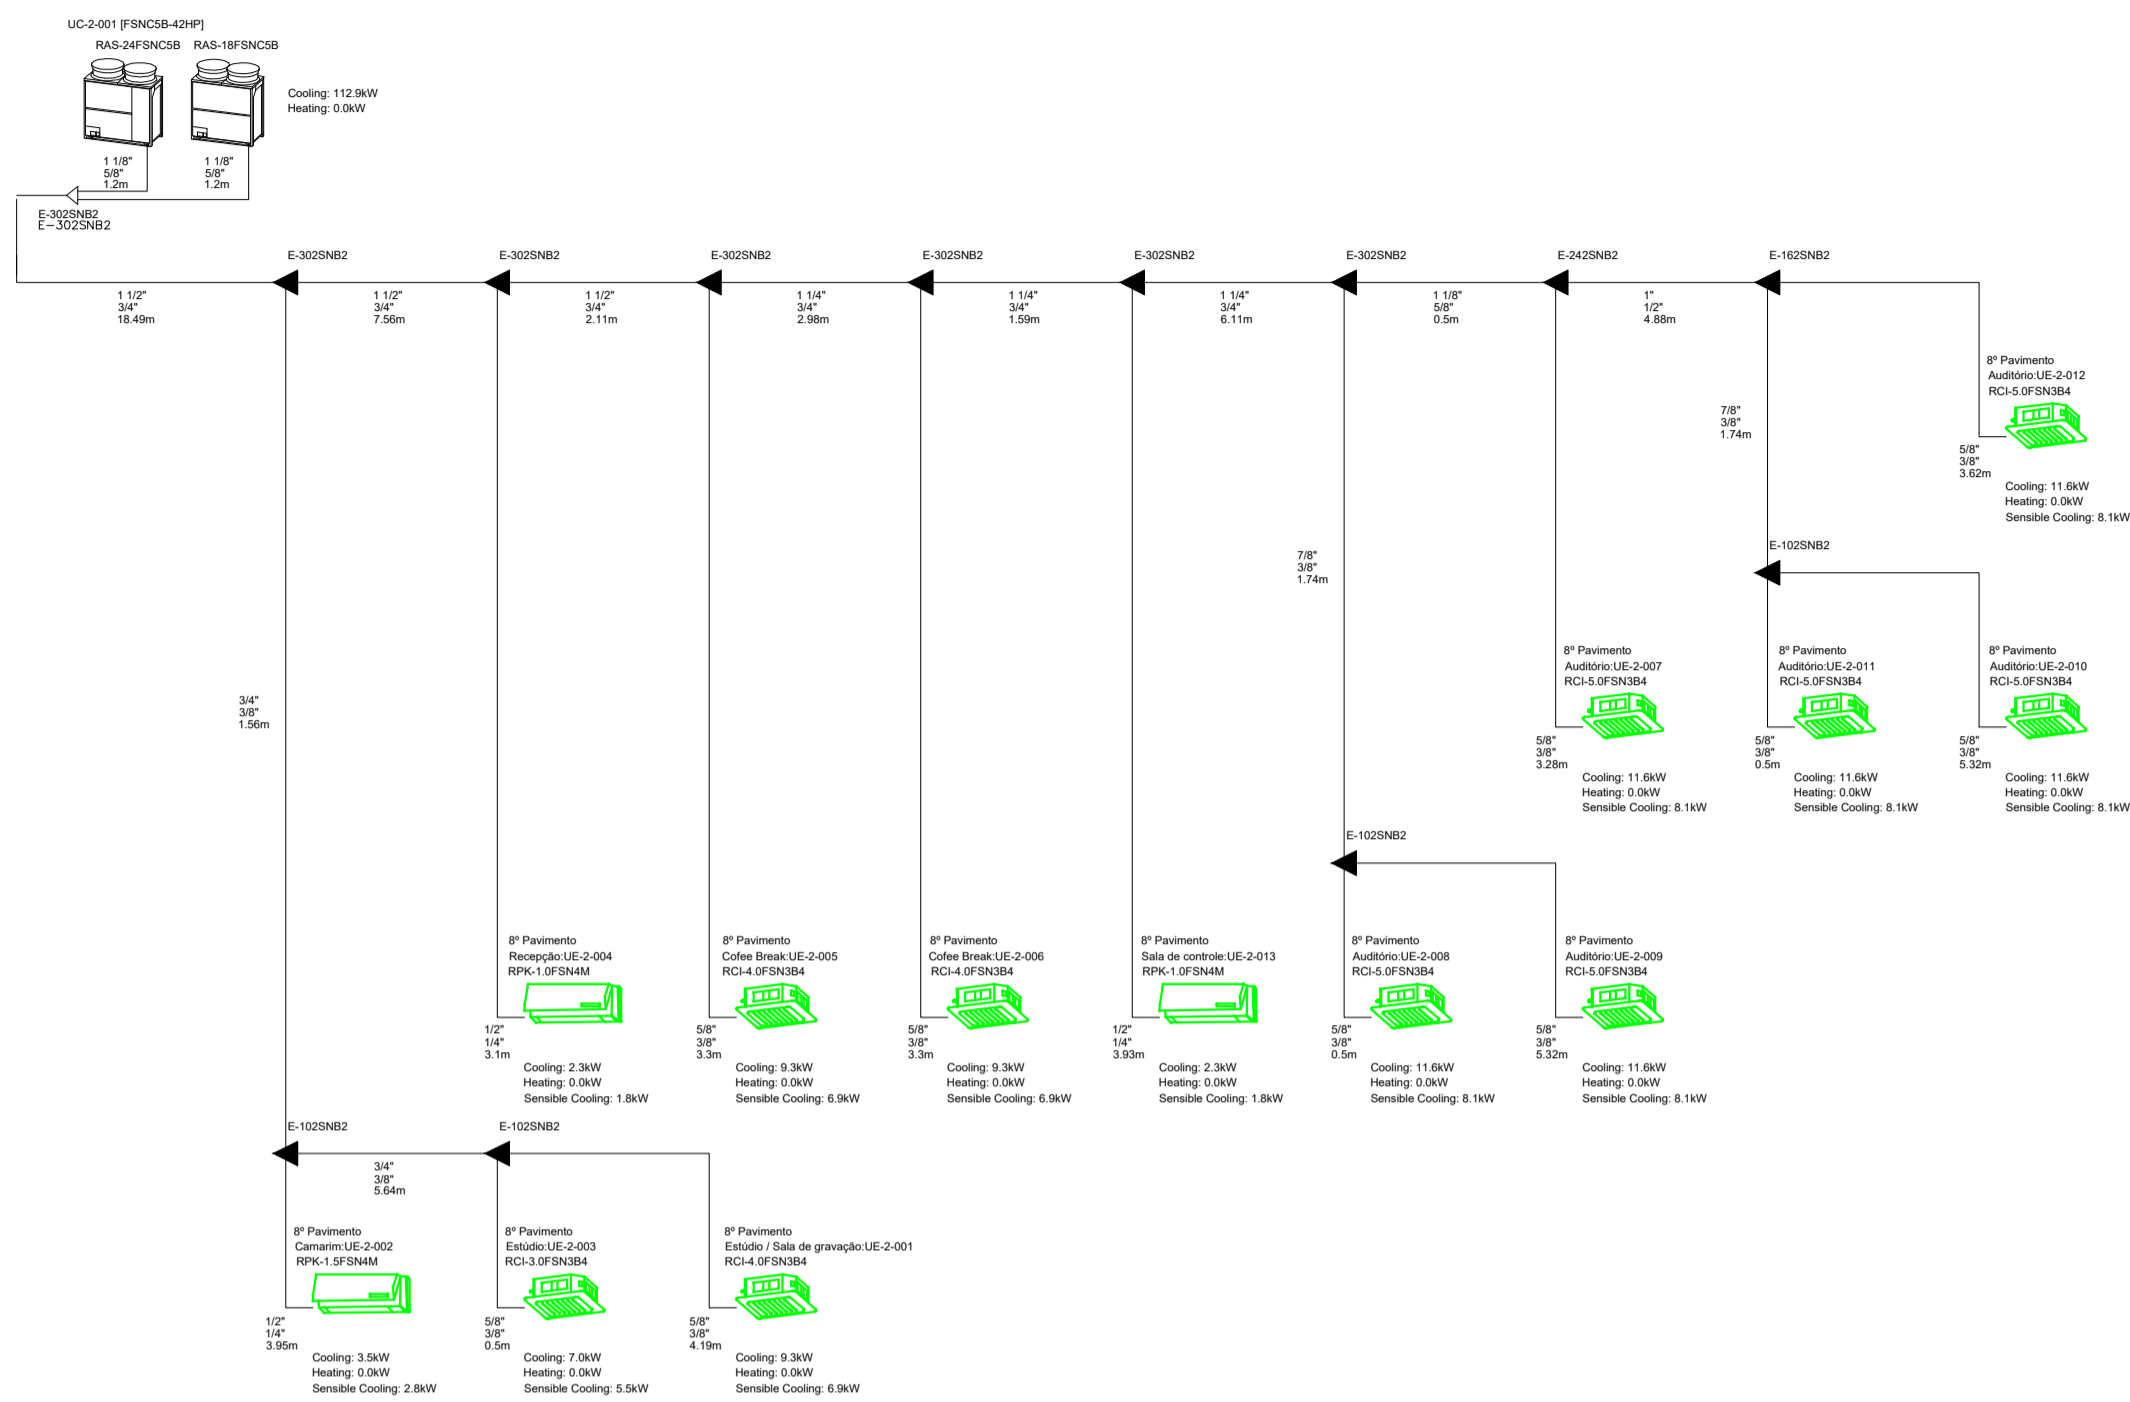 UC-2-001 [FSNC5B-42HP]
RAS-24FSNC5B RAS-18FSNC5B
Cooling: 112.9kW
Heating: 0.0kW
1 1/8"
5/8"
1.2m
1 1/8"
5/8"
1.2m
E-302SNB2
E-302SNB2
E-302SNB2
E-302SNB2
E-302SNB2
E-302SNB2
E-302SNB2
E-302SNB2
E-242SNB2
E-162SNB2
1 1/2"
3/4"
18.49m
1 1/2"
3/4"
7.56m
1 1/2"
3/4"
2.11m
1 1/4"
3/4"
2.98m
1 1/4"
3/4"
1.59m
1 1/4"
3/4"
6.11m
1 1/8"
5/8"
0.5m
1"
1/2"
4.88m
8º Pavimento
Auditório:UE-2-012
RCI-5.0FSN3B4
5/8"
3/8"
3.62m
Cooling: 11.6kW
Heating: 0.0kW
Sensible Cooling: 8.1kW
7/8"
3/8"
1.74m
E-102SNB2
7/8"
3/8"
1.74m
8º Pavimento
Auditório:UE-2-007
RCI-5.0FSN3B4
5/8"
3/8"
3.28m
Cooling: 11.6kW
Heating: 0.0kW
Sensible Cooling: 8.1kW
8º Pavimento
Auditório:UE-2-011
RCI-5.0FSN3B4
5/8"
3/8"
0.5m
Cooling: 11.6kW
Heating: 0.0kW
Sensible Cooling: 8.1kW
8º Pavimento
Auditório:UE-2-010
RCI-5.0FSN3B4
5/8"
3/8"
5.32m
Cooling: 11.6kW
Heating: 0.0kW
Sensible Cooling: 8.1kW
3/4"
3/8"
1.56m
E-102SNB2
8º Pavimento
Recepção:UE-2-004
RPK-1.0FSN4M
1/2"
1/4"
3.1m
Cooling: 2.3kW
Heating: 0.0kW
Sensible Cooling: 1.8kW
8º Pavimento
Cofee Break:UE-2-005
RCI-4.0FSN3B4
5/8"
3/8"
3.3m
Cooling: 9.3kW
Heating: 0.0kW
Sensible Cooling: 6.9kW
8º Pavimento
Cofee Break:UE-2-006
RCI-4.0FSN3B4
5/8"
3/8"
3.3m
Cooling: 9.3kW
Heating: 0.0kW
Sensible Cooling: 6.9kW
8º Pavimento
Sala de controle:UE-2-013
RPK-1.0FSN4M
1/2"
1/4"
3.93m
Cooling: 2.3kW
Heating: 0.0kW
Sensible Cooling: 1.8kW
8º Pavimento
Auditório:UE-2-008
RCI-5.0FSN3B4
5/8"
3/8"
0.5m
Cooling: 11.6kW
Heating: 0.0kW
Sensible Cooling: 8.1kW
8º Pavimento
Auditório:UE-2-009
RCI-5.0FSN3B4
5/8"
3/8"
5.32m
Cooling: 11.6kW
Heating: 0.0kW
Sensible Cooling: 8.1kW
E-102SNB2
E-102SNB2
3/4"
3/8"
5.64m
8º Pavimento
Camarim:UE-2-002
RPK-1.5FSN4M
1/2"
1/4"
3.95m
Cooling: 3.5kW
Heating: 0.0kW
Sensible Cooling: 2.8kW
8º Pavimento
Estúdio:UE-2-003
RCI-3.0FSN3B4
5/8"
3/8"
0.5m
Cooling: 7.0kW
Heating: 0.0kW
Sensible Cooling: 5.5kW
8º Pavimento
Estúdio / Sala de gravação:UE-2-001
RCI-4.0FSN3B4
5/8"
3/8"
4.19m
Cooling: 9.3kW
Heating: 0.0kW
Sensible Cooling: 6.9kW